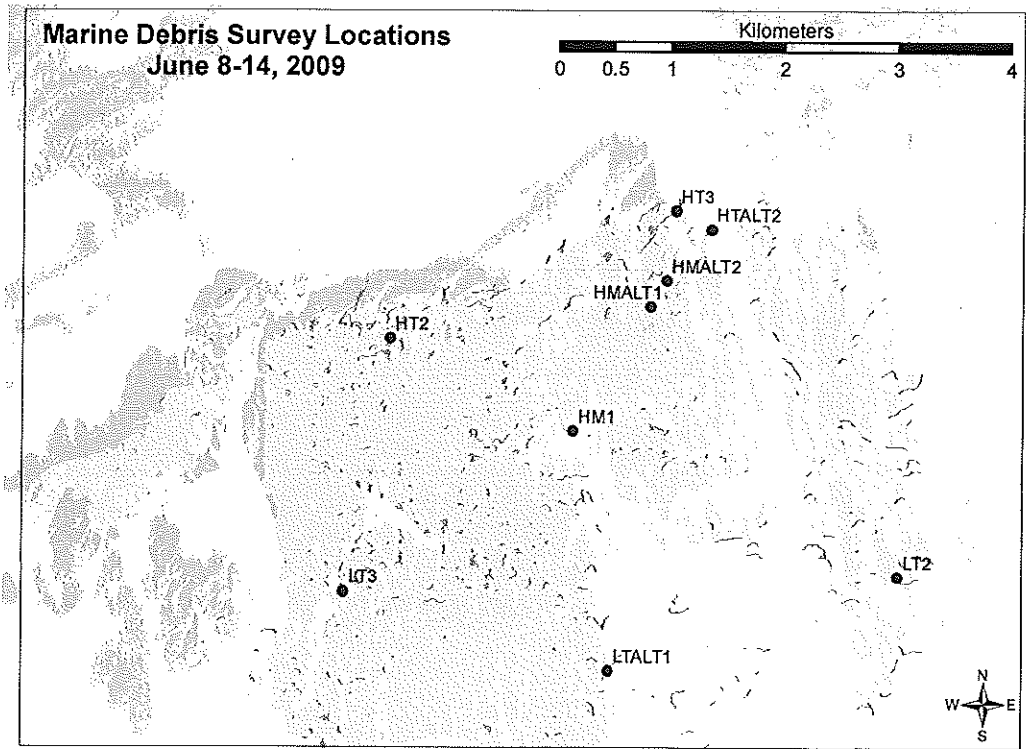 Marine Debris Survey Locations
June 8-14, 2009
Kilometers
0 0.5 1 2 3 4
HT3
HTALT2
HMALT2
HMALT1
HT2
HM1
LT3
LT2
LTALT1
N
W E
S